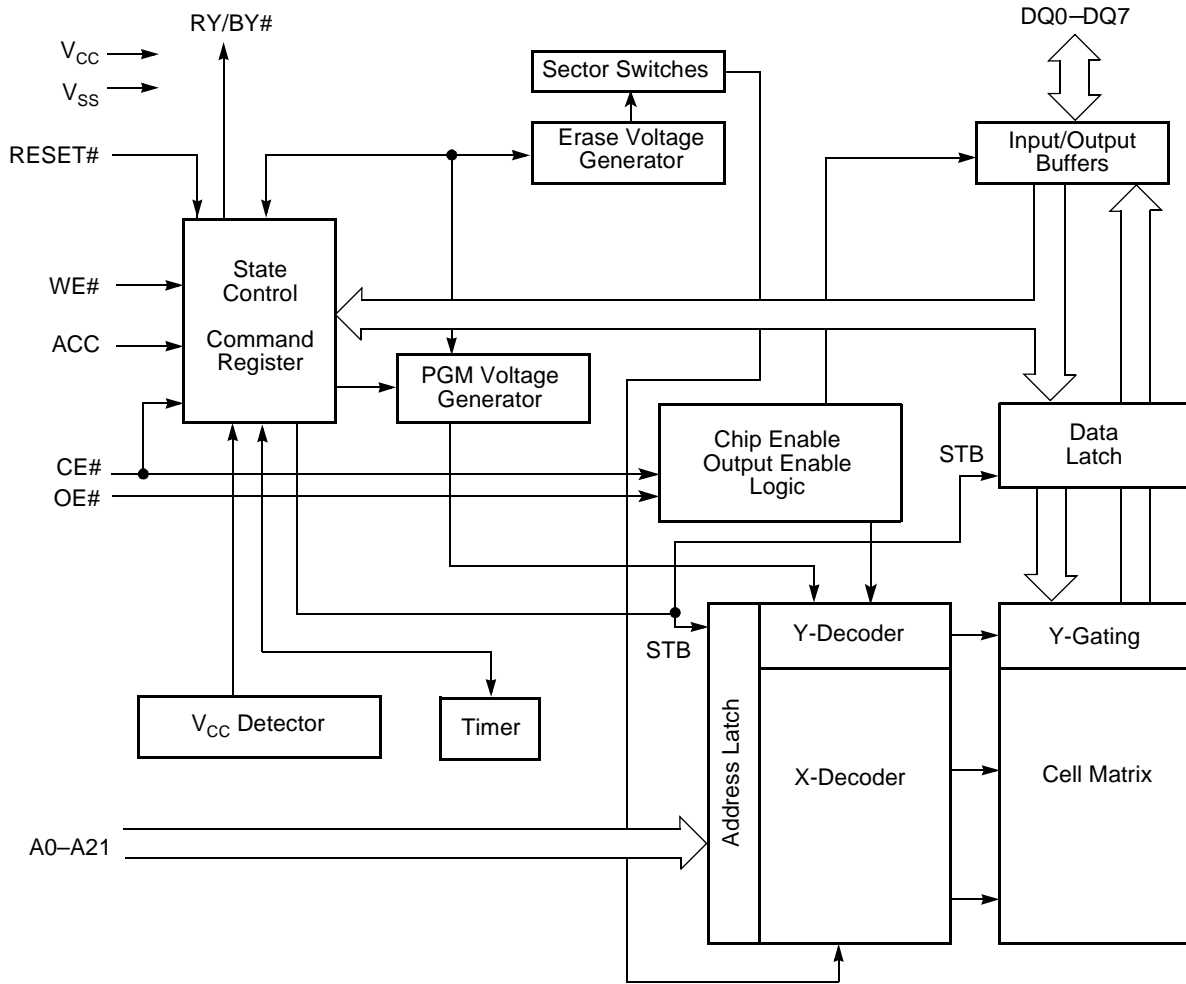 RY/BY#
DQ0–DQ7
VCC
VSS
Sector Switches
Erase Voltage
Generator
Input/Output
Buffers
RESET#
State
Control
Command
Register
WE#
ACC
PGM Voltage
Generator
Chip Enable
Output Enable
Logic
Data
Latch
STB
CE#
OE#
STB
Address Latch
Y-Decoder
Y-Gating
VCC Detector
Timer
X-Decoder
Cell Matrix
A0–A21